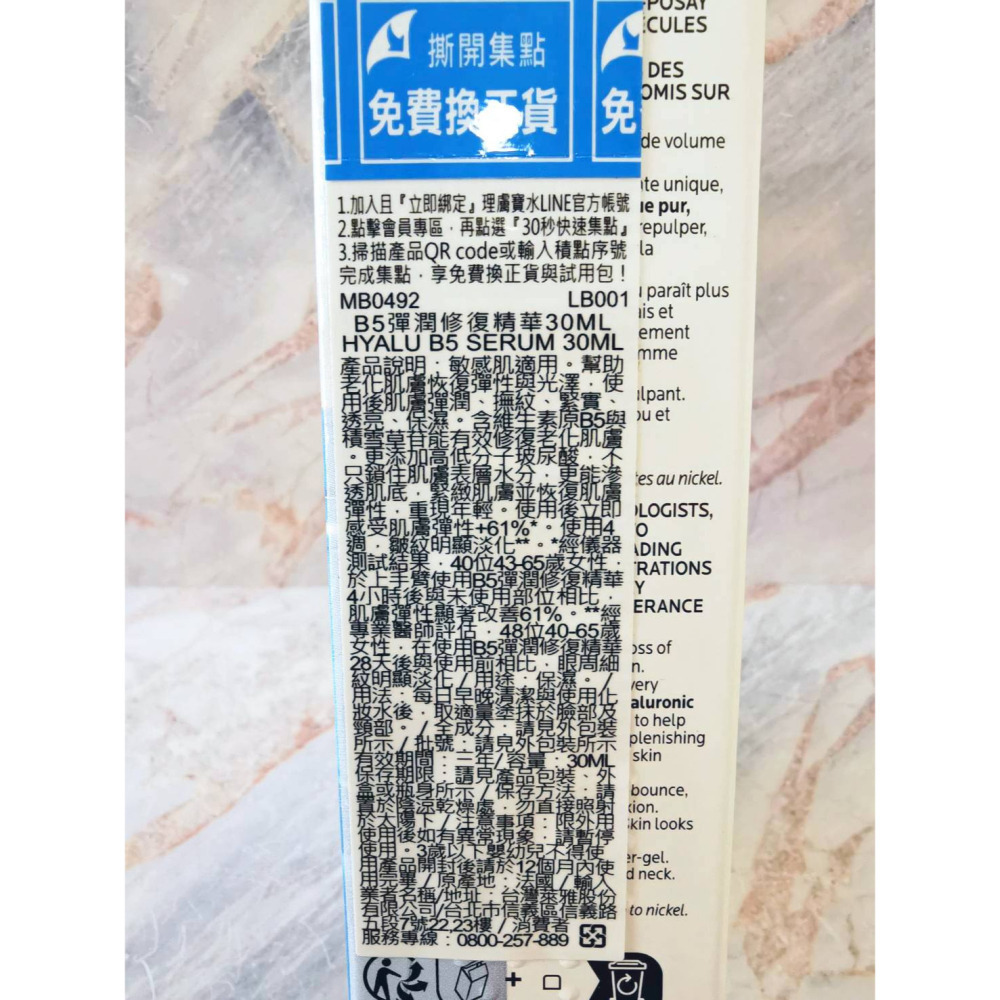 撕開集點
免費換正貨
免
1.加入且『立即綁定』理膚寶水LINE官方帳號
2.點擊會員專區，再點選『30秒快速集點』
3.掃描產品QR code或輸入積點序號
完成集點，享免費換正貨與試用包！
MB0492 LB001
B5彈潤修復精華30ML
HYALU B5 SERUM 30ML
產品說明：敏感肌適用。幫助
老化肌膚恢復彈性與光澤，使
用後肌膚彈潤、撫紋、緊實、
透亮、保濕。含維生素原B5與
積雪草苷能有效修復老化肌膚
。更添加高低分子玻尿酸，不
只鎖住肌膚表層水分，更能滲
透肌底，緊緻肌膚並恢復肌膚
彈性，重現年輕。使用後立即
感受肌膚彈性+61%*。使用4
週，皺紋明顯淡化**。*經儀器
測試結果，40位43-65歲女性，
於上手臂使用B5彈潤修復精華
4小時後與未使用部位相比，
肌膚彈性顯著改善61%。**經
專業醫師評估，48位40-65歲
女性，在使用B5彈潤修復精華
28天後與使用前相比，眼周細
紋明顯淡化 / 用途：保濕。/
用法：每日早晚清潔與使用化
妝水後，取適量塗抹於臉部及
頸部。/ 全成分：請見外包裝
所示 / 批號：請見外包裝所示
有效期間：三年/ 容量：30ML
保存期限：請見產品包裝、外
盒或瓶身所示 / 保存方法：請
置於陰涼乾燥處，勿直接照射
於太陽下 / 注意事項：限外用
使用後如有異常現象，請暫停
使用。3歲以下嬰幼兒不得使
用產品開封後請於12個月內使
用完畢 / 原產地：法國 / 輸入
業者名稱/地址：台灣萊雅股份
有限公司/台北市信義區信義路
五段7號22,23樓 / 消費者
服務專線：0800-257-889
-POSAY
ECULES
DES
OMIS SUR
de volume
te unique,
ue pur,
repulper,
la
u paraît plus
ais et
ement
mme
alpant.
ou et
es au nickel.
OLOGISTS,
O
ADING
TRATIONS
Y
ERANCE
oss of
n.
very
aluronic
to help
plenishing
skin
bounce,
xion.
Skin looks
er-gel.
d neck.
to nickel.
+